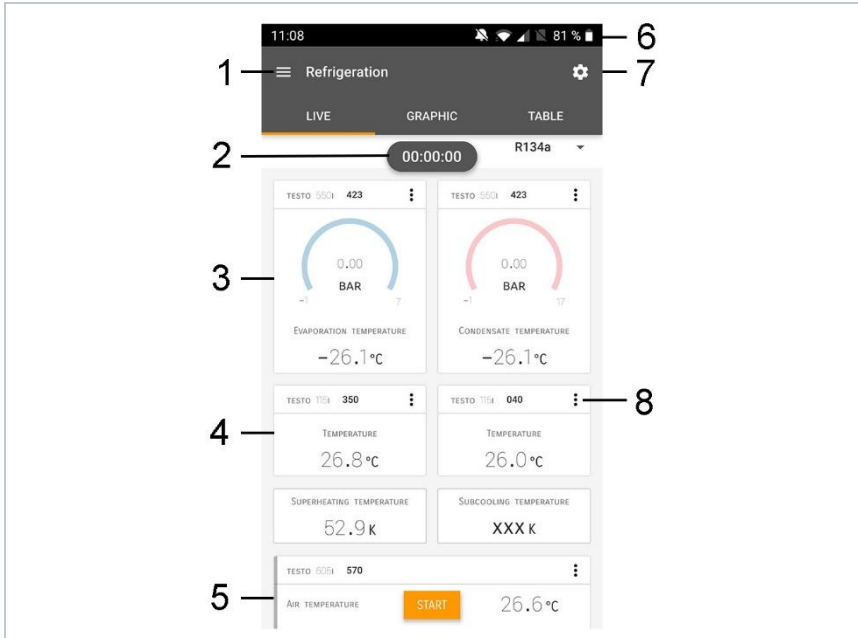 11:08 81 % 6
1 Refrigeration 7
LIVE GRAPHIC TABLE
2 00:00:00 R134a
TESTO 550I 423 TESTO 550I 423
3 0.00 0.00
BAR BAR
-1 7 -1 17
EVAPORATION TEMPERATURE CONDENSATE TEMPERATURE
-26.1°C -26.1°C
TESTO 115I 350 TESTO 115I 040 8
4 TEMPERATURE TEMPERATURE
26.8°C 26.0°C
SUPERHEATING TEMPERATURE SUBCOOLING TEMPERATURE
52.9 K XXX K
TESTO 605I 570
5 AIR TEMPERATURE START 26.6°C